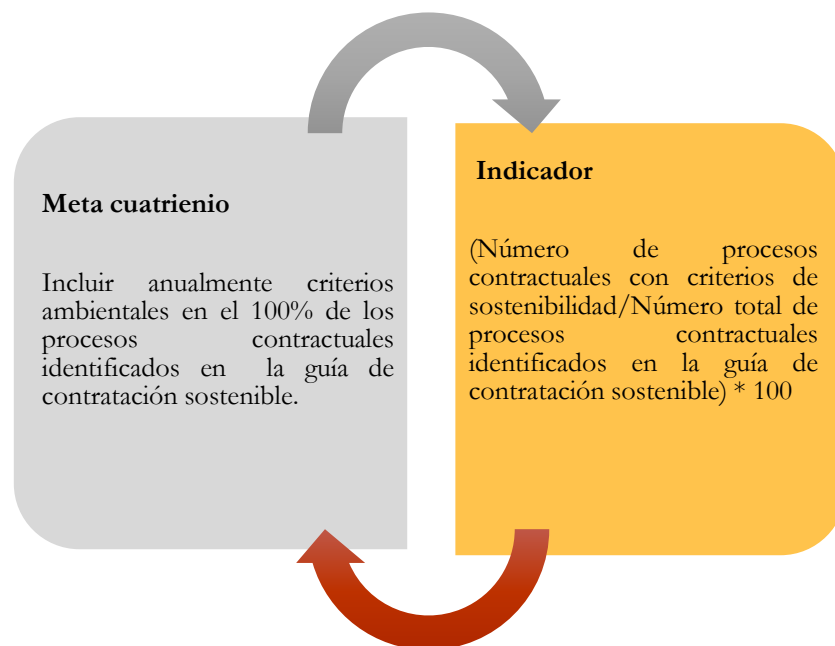 Meta cuatrienio
Incluir anualmente criterios
ambientales en el 100% de los
procesos contractuales
identificados en la guía de
contratación sostenible.
Indicador
(Número de procesos
contractuales con criterios de
sostenibilidad/Número total de
procesos contractuales
identificados en la guía de
contratación sostenible) * 100